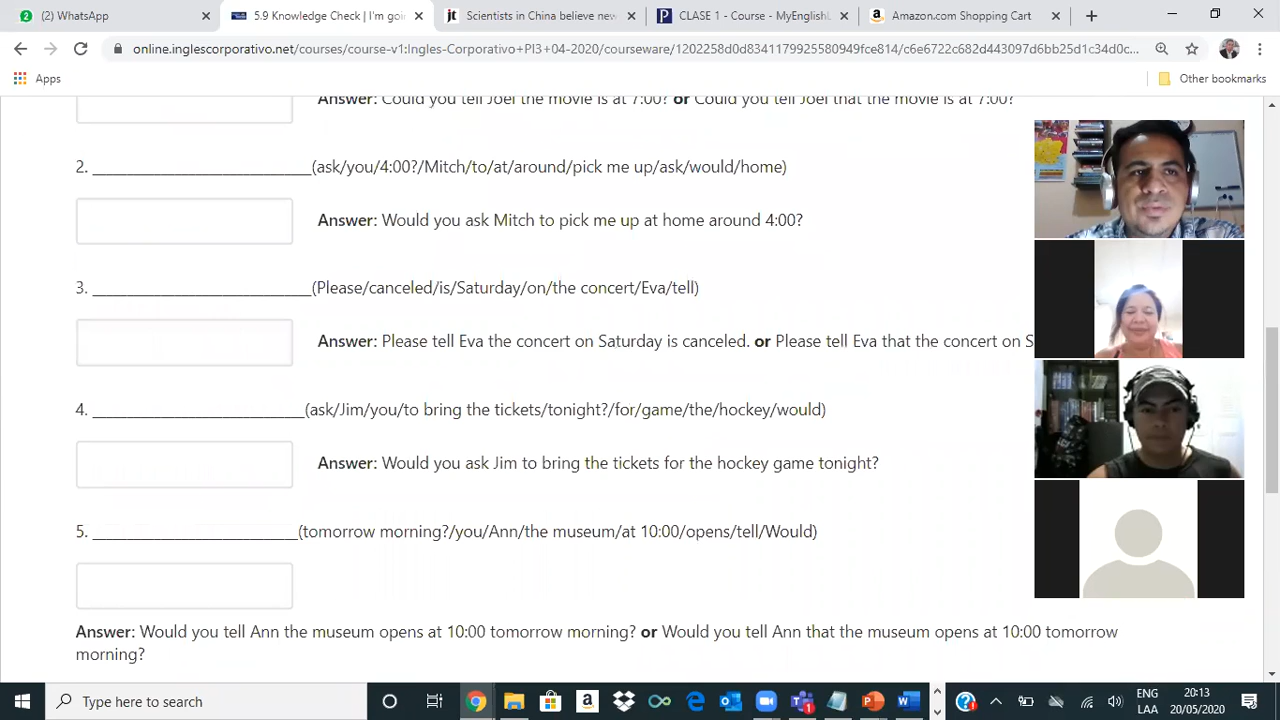 (2) WhatsApp
5.9 Knowledge Check | I'm goi
Scientists in China believe new
CLASE 1 - Course - MyEnglishL
Amazon.com Shopping Cart
online.inglescorporativo.net/courses/course-v1:Ingles-Corporativo+PI3+04-2020/courseware/1202258d0d8341179925580949fce814/c6e6722c682d443097d6bb25d1c34d0c...
Apps
Other bookmarks
Answer: Could you tell Joel the movie is at 7:00? or Could you tell Joel that the movie is at 7:00?
2. _________________________(ask/you/4:00?/Mitch/to/at/around/pick me up/ask/would/home)
Answer: Would you ask Mitch to pick me up at home around 4:00?
3. _________________________(Please/canceled/is/Saturday/on/the concert/Eva/tell)
Answer: Please tell Eva the concert on Saturday is canceled. or Please tell Eva that the concert on S
4. ________________________(ask/Jim/you/to bring the tickets/tonight?/for/game/the/hockey/would)
Answer: Would you ask Jim to bring the tickets for the hockey game tonight?
5. ________________________(tomorrow morning?/you/Ann/the museum/at 10:00/opens/tell/Would)
Answer: Would you tell Ann the museum opens at 10:00 tomorrow morning? or Would you tell Ann that the museum opens at 10:00 tomorrow
morning?
Type here to search
ENG
LAA
20:13
20/05/2020